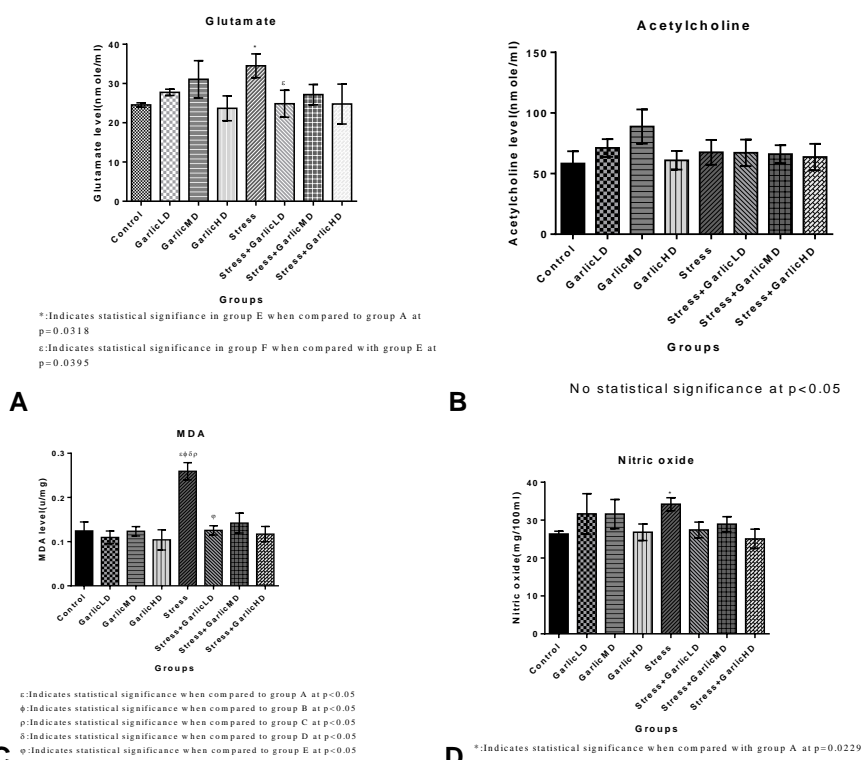 Glutamate
Glutamate level(nmole/ml)
40
30
20
10
0
*
ε
Control
GarlicLD
GarlicMD
GarlicHD
Stress
Stress+GarlicLD
Stress+GarlicMD
Stress+GarlicHD
Groups
*:Indicates statistical signifiance in group E when compared to group A at
p=0.0318
ε:Indicates statistical significance in group F when compared with group E at
p=0.0395
A
Acetylcholine
Acetylcholine level(nmole/ml)
150
100
50
0
Control
GarlicLD
GarlicMD
GarlicHD
Stress
Stress+GarlicLD
Stress+GarlicMD
Stress+GarlicHD
Groups
No statistical significance at p<0.05
B
MDA
MDA level(u/mg)
0.3
0.2
0.1
0.0
εϕδρ
φ
Control
GarlicLD
GarlicMD
GarlicHD
Stress
Stress+GarlicLD
Stress+GarlicMD
Stress+GarlicHD
Groups
ε:Indicates statistical significance when compared to group A at p<0.05
ϕ:Indicates statistical significance when compared to group B at p<0.05
ρ:Indicates statistical significance when compared to group C at p<0.05
δ:Indicates statistical significance when compared to group D at p<0.05
φ:Indicates statistical significance when compared to group E at p<0.05
C
Nitric oxide
Nitric oxide(mg/100ml)
40
30
20
10
0
*
Control
GarlicLD
GarlicMD
GarlicHD
Stress
Stress+GarlicLD
Stress+GarlicMD
Stress+GarlicHD
Groups
*:Indicates statistical significance when compared with group A at p=0.0229
D